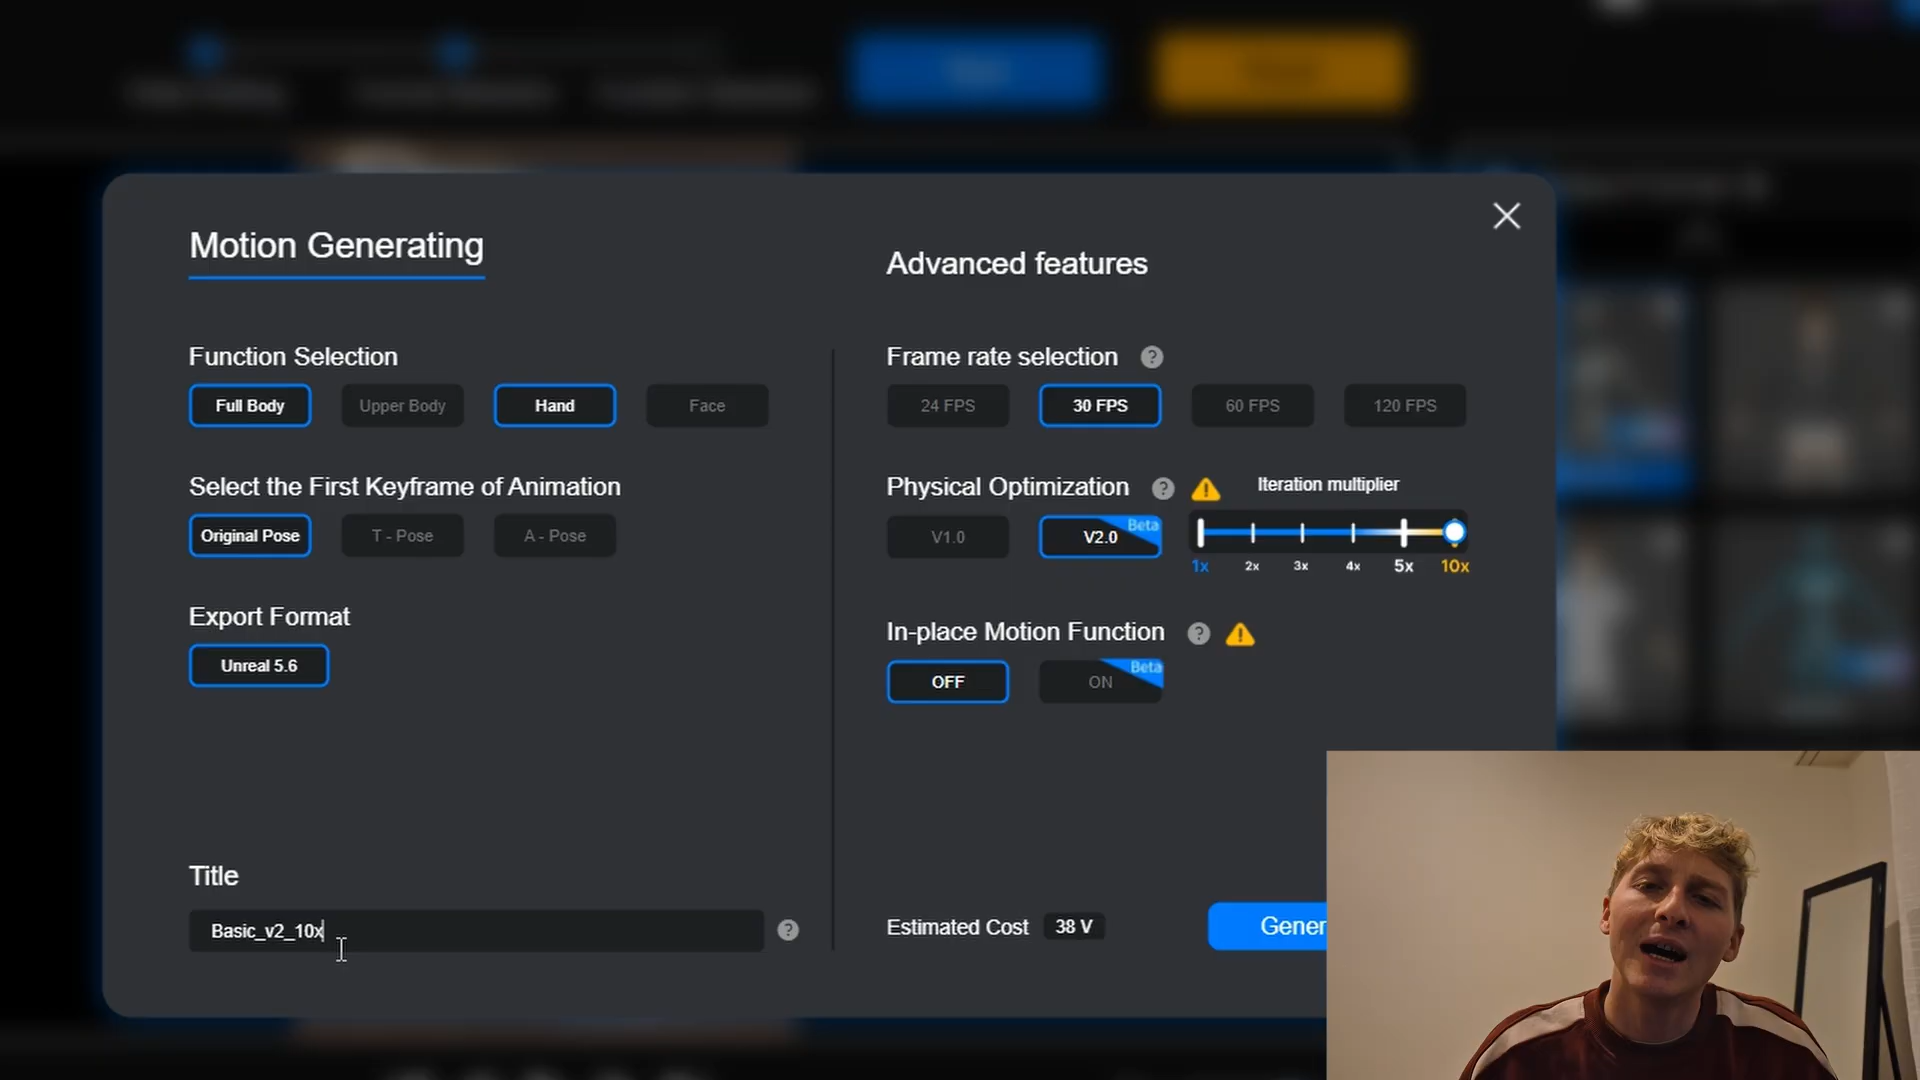 Motion Generating
Advanced features
Function Selection
Full Body
Upper Body
Hand
Face
Frame rate selection ?
24 FPS
30 FPS
60 FPS
120 FPS
Select the First Keyframe of Animation
Original Pose
T - Pose
A - Pose
Physical Optimization ?
Iteration multiplier
V1.0
V2.0
Beta
1x 2x 3x 4x 5x 10x
Export Format
Unreal 5.6
In-place Motion Function ?
OFF
ON
Beta
Title
Basic_v2_10x
?
Estimated Cost 38 V
Gener